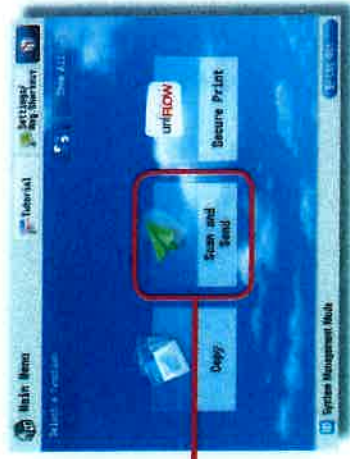 Main Menu
Tutorial
Settings/
Reg. Shortcut
Select a Function
Show All
Copy
Scan and
Send
uniFLOW
Secure Print
System Management Mode